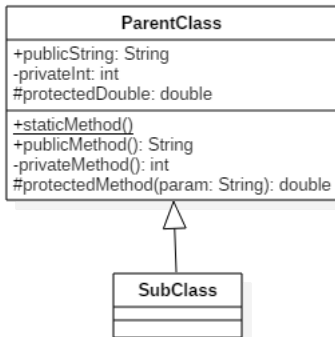 ParentClass
+publicString: String
-privateInt: int
#protectedDouble: double
+staticMethod()
+publicMethod(): String
-privateMethod(): int
#protectedMethod(param: String): double
SubClass